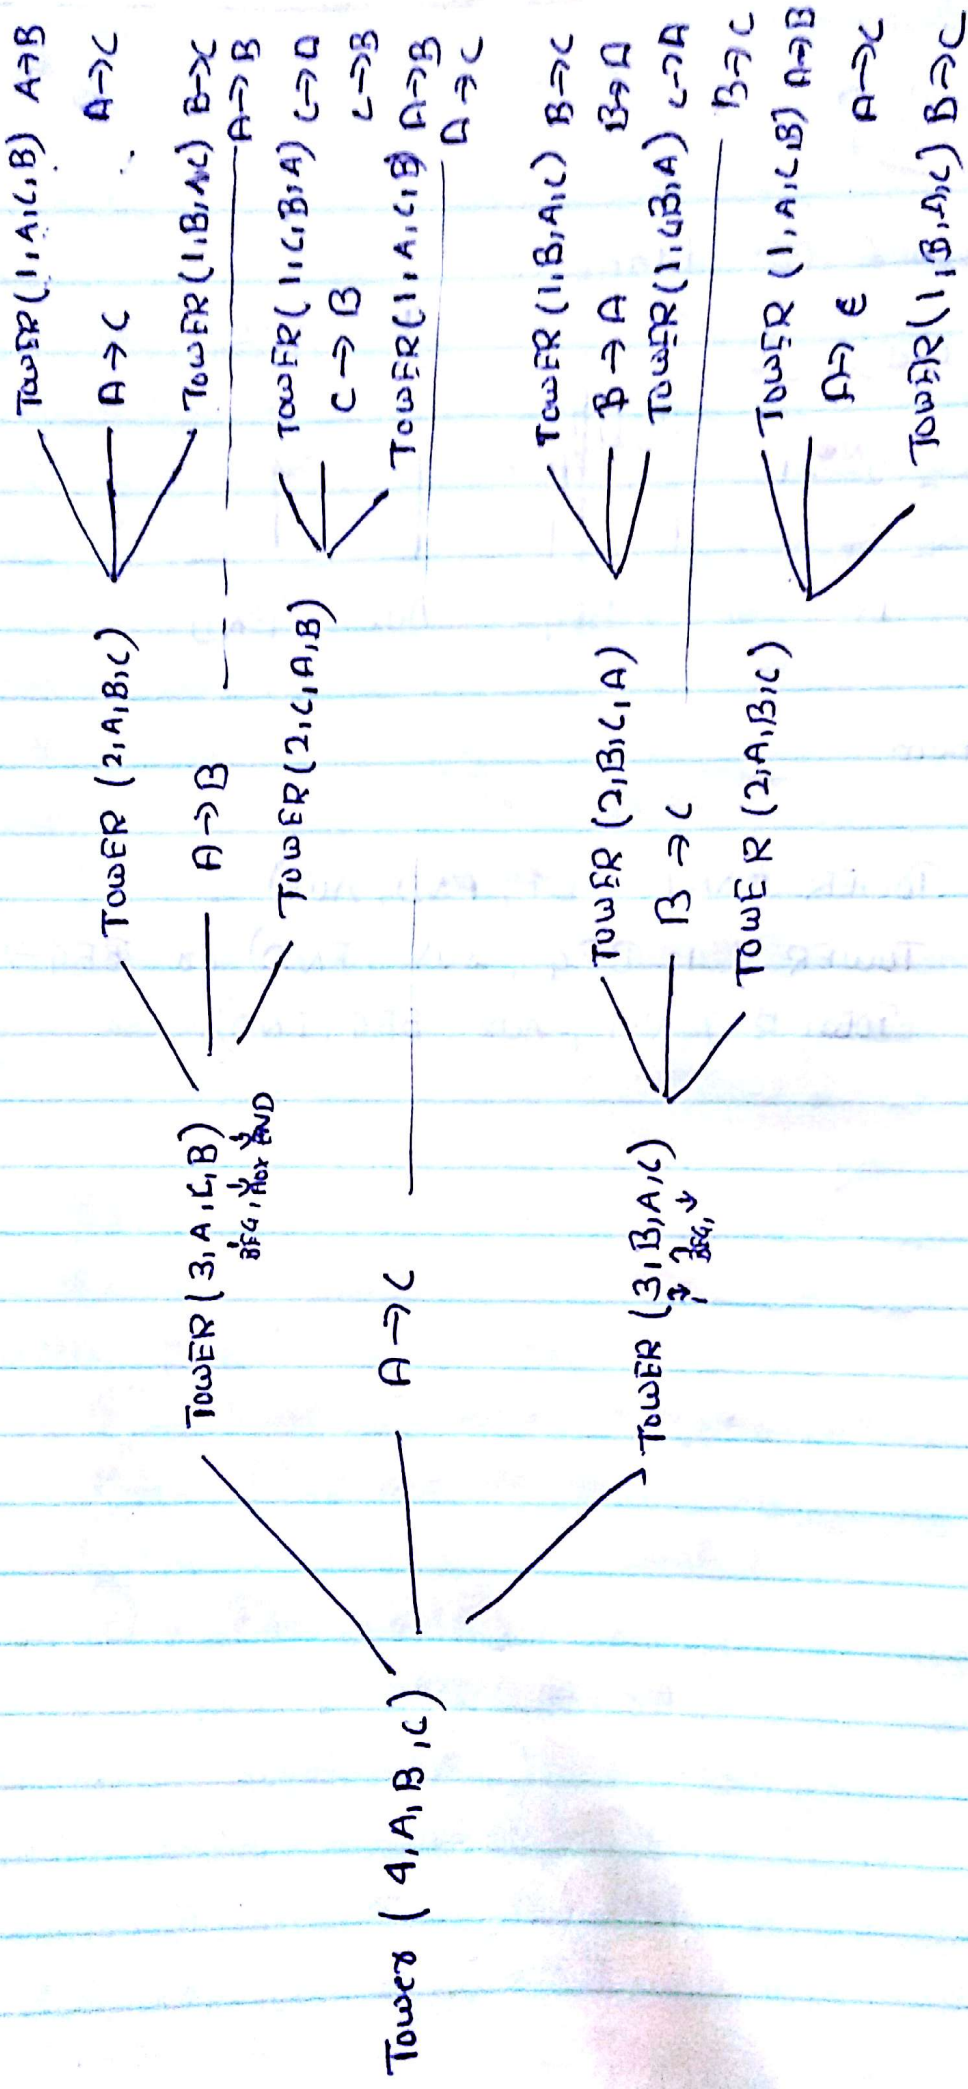 TOWER(1,A,C,B) A→B
TOWER (2,A,B,C) A→C A→C
TOWER(1,B,A,C) B→C
TOWER (3,A,C,B) A→B A→B
BEG, AUX END
TOWER(2,C,A,B) TOWER(1,C,B,A) C→A
C→B C→B
TOWER(1,A,C,B) A→B
A→C A→C
TOWER(1,B,A,C) B→C
TOWER (2,B,C,A) B→A B→A
TOWER(1,C,B,A) C→A
Tower (4,A,B,C)
TOWER (3,B,A,C) B→C B→C
BEG,
TOWER (2,A,B,C) TOWER (1,A,C,B) A→B
A→C A→C
TOWER(1,B,A,C) B→C